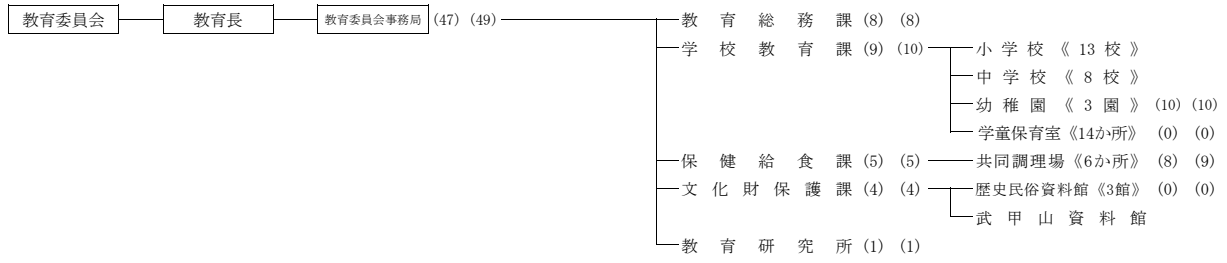 教育委員会 教育長 教育委員会事務局 (47) (49) 教育総務課 (8) (8)
学校教育課 (9) (10) 小学校《 13 校 》
中学校《 8 校 》
幼稚園《 3 園 》 (10) (10)
学童保育室《14か所》 (0) (0)
保健給食課 (5) (5) 共同調理場《6か所》 (8) (9)
文化財保護課 (4) (4) 歴史民俗資料館《3館》 (0) (0)
武甲山資料館
教育研究所 (1) (1)